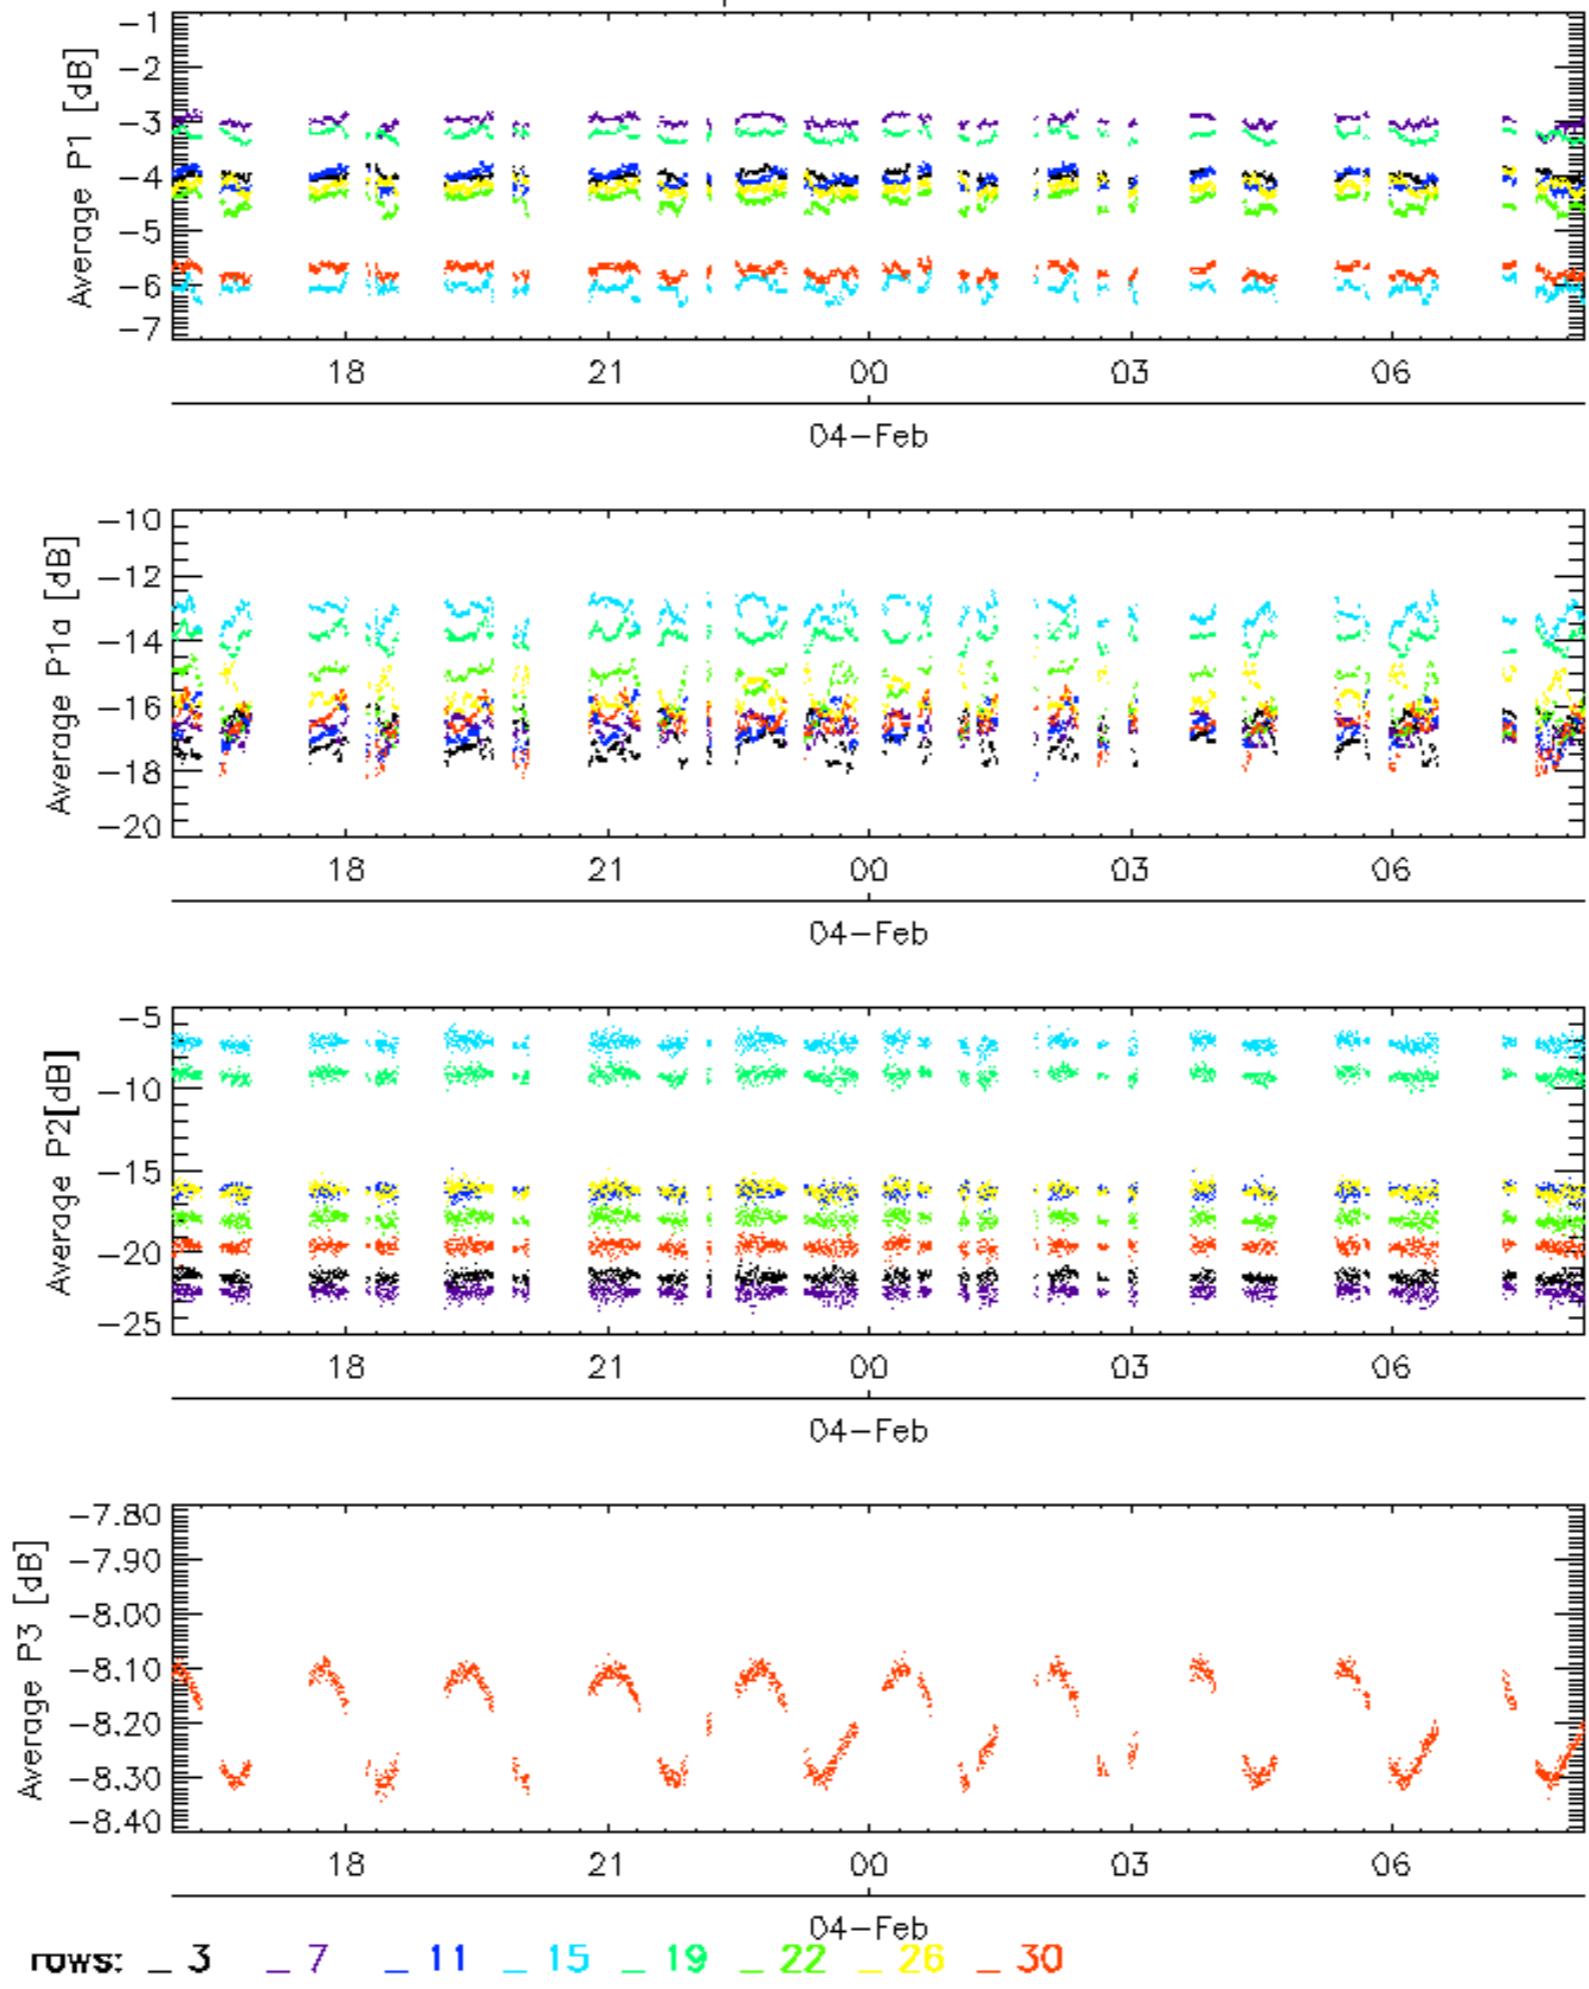 Average P1 [dB]
-1
-2
-3
-4
-5
-6
-7
18 21 00 03 06
04-Feb
Average P1a [dB]
-10
-12
-14
-16
-18
-20
18 21 00 03 06
04-Feb
Average P2[dB]
-5
-10
-15
-20
-25
18 21 00 03 06
04-Feb
Average P3 [dB]
-7.80
-7.90
-8.00
-8.10
-8.20
-8.30
-8.40
18 21 00 03 06
04-Feb
rows: _ 3 _ 7 _ 11 _ 15 _ 19 _ 22 _ 26 _ 30